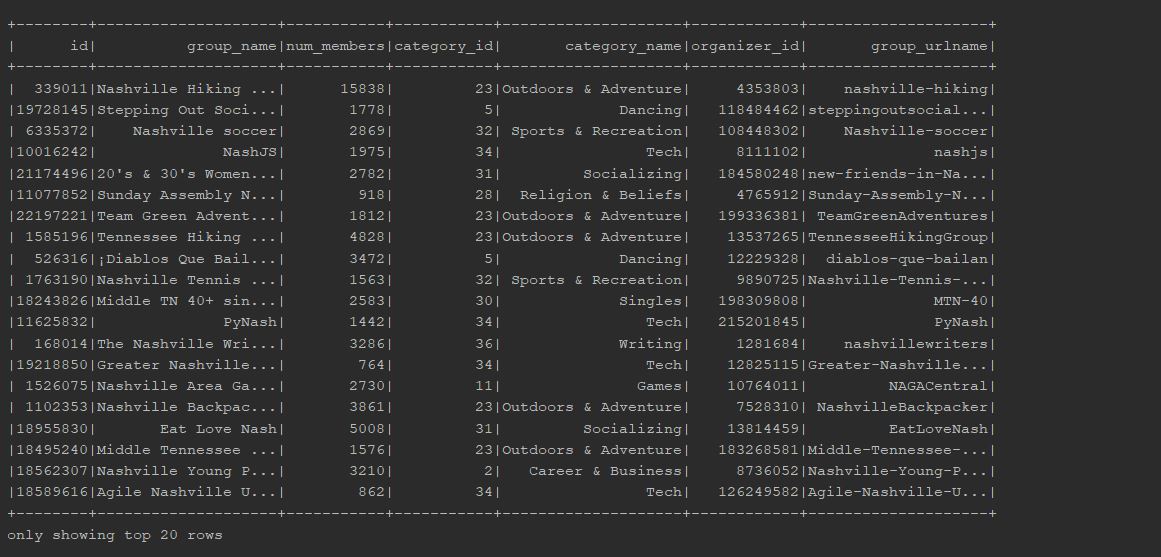 +--------+--------------------+-----------+-----------+--------------------+------------+--------------------+
|      id|          group_name|num_members|category_id|       category_name|organizer_id|       group_urlname|
+--------+--------------------+-----------+-----------+--------------------+------------+--------------------+
|  339011|Nashville Hiking ...|      15838|         23|Outdoors & Adventure|     4353803|    nashville-hiking|
|19728145|Stepping Out Soci...|       1778|          5|             Dancing|   118484462|steppingoutsocial...|
| 6335372|    Nashville soccer|       2869|         32| Sports & Recreation|   108448302|    Nashville-soccer|
|10016242|              NashJS|       1975|         34|                Tech|     8111102|              nashjs|
|21174496|20's & 30's Women...|       2782|         31|         Socializing|   184580248|new-friends-in-Na...|
|11077852|Sunday Assembly N...|        918|         28|  Religion & Beliefs|     4765912|Sunday-Assembly-N...|
|22197221|Team Green Advent...|       1812|         23|Outdoors & Adventure|   199336381| TeamGreenAdventures|
| 1585196|Tennessee Hiking ...|       4828|         23|Outdoors & Adventure|    13537265|TennesseeHikingGroup|
|  526316|¡Diablos Que Bail...|       3472|          5|             Dancing|    12229328|  diablos-que-bailan|
| 1763190|Nashville Tennis ...|       1563|         32| Sports & Recreation|     9890725|Nashville-Tennis-...|
|18243826|Middle TN 40+ sin...|       2583|         30|             Singles|   198309808|              MTN-40|
|11625832|              PyNash|       1442|         34|                Tech|   215201845|              PyNash|
|  168014|The Nashville Wri...|       3286|         36|             Writing|     1281684|    nashvillewriters|
|19218850|Greater Nashville...|        764|         34|                Tech|    12825115|Greater-Nashville...|
| 1526075|Nashville Area Ga...|       2730|         11|               Games|    10764011|         NAGACentral|
| 1102353|Nashville Backpac...|       3861|         23|Outdoors & Adventure|     7528310| NashvilleBackpacker|
|18955830|       Eat Love Nash|       5008|         31|         Socializing|    13814459|         EatLoveNash|
|18495240|Middle Tennessee ...|       1576|         23|Outdoors & Adventure|   183268581|Middle-Tennessee-...|
|18562307|Nashville Young P...|       3210|          2|   Career & Business|     8736052|Nashville-Young-P...|
|18589616|Agile Nashville U...|        862|         34|                Tech|   126249582|Agile-Nashville-U...|
+--------+--------------------+-----------+-----------+--------------------+------------+--------------------+
only showing top 20 rows